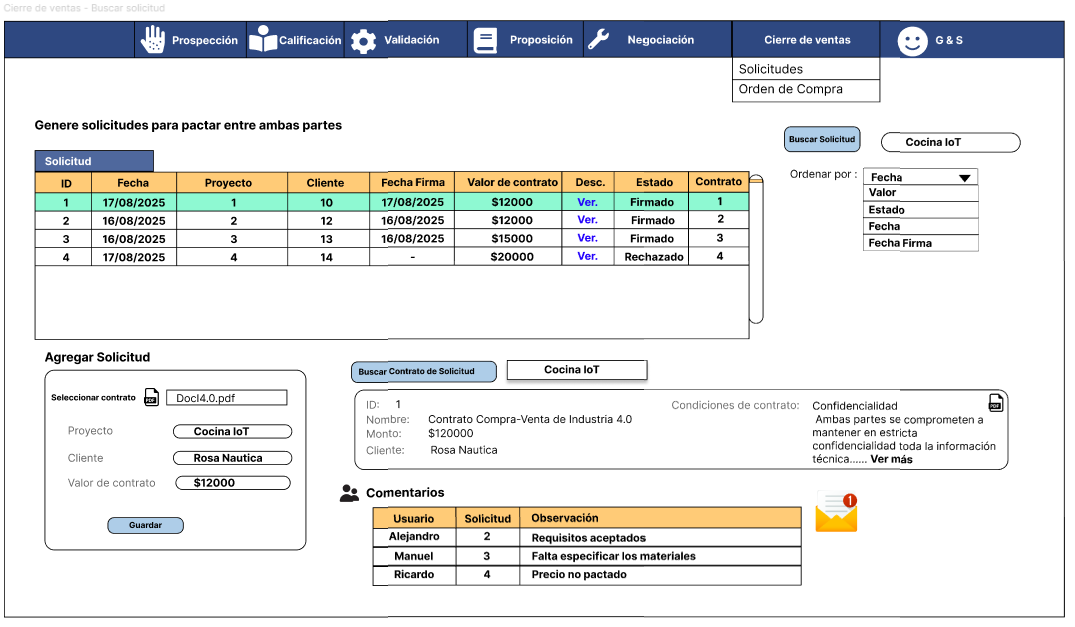 Cierre de ventas - Buscar solicitud
Prospección Calificación Validación Proposición Negociación Cierre de ventas G & S
Solicitudes
Orden de Compra
Genere solicitudes para pactar entre ambas partes
Buscar Solicitud Cocina IoT
Ordenar por : Fecha
Valor
Estado
Fecha
Fecha Firma
Solicitud
ID Fecha Proyecto Cliente Fecha Firma Valor de contrato Desc. Estado Contrato
1 17/08/2025 1 10 17/08/2025 $12000 Ver. Firmado 1
2 16/08/2025 2 12 16/08/2025 $12000 Ver. Firmado 2
3 16/08/2025 3 13 16/08/2025 $15000 Ver. Firmado 3
4 17/08/2025 4 14 - $20000 Ver. Rechazado 4
Agregar Solicitud
Seleccionar contrato PDF DocI4.0.pdf
Proyecto Cocina IoT
Cliente Rosa Nautica
Valor de contrato $12000
Guardar
Buscar Contrato de Solicitud Cocina IoT
ID: 1
Nombre: Contrato Compra-Venta de Industria 4.0
Monto: $120000
Cliente: Rosa Nautica
Condiciones de contrato: Confidencialidad PDF
Ambas partes se comprometen a
mantener en estricta
confidencialidad toda la información
técnica...... Ver más
Comentarios
Usuario Solicitud Observación
Alejandro 2 Requisitos aceptados
Manuel 3 Falta especificar los materiales
Ricardo 4 Precio no pactado
1